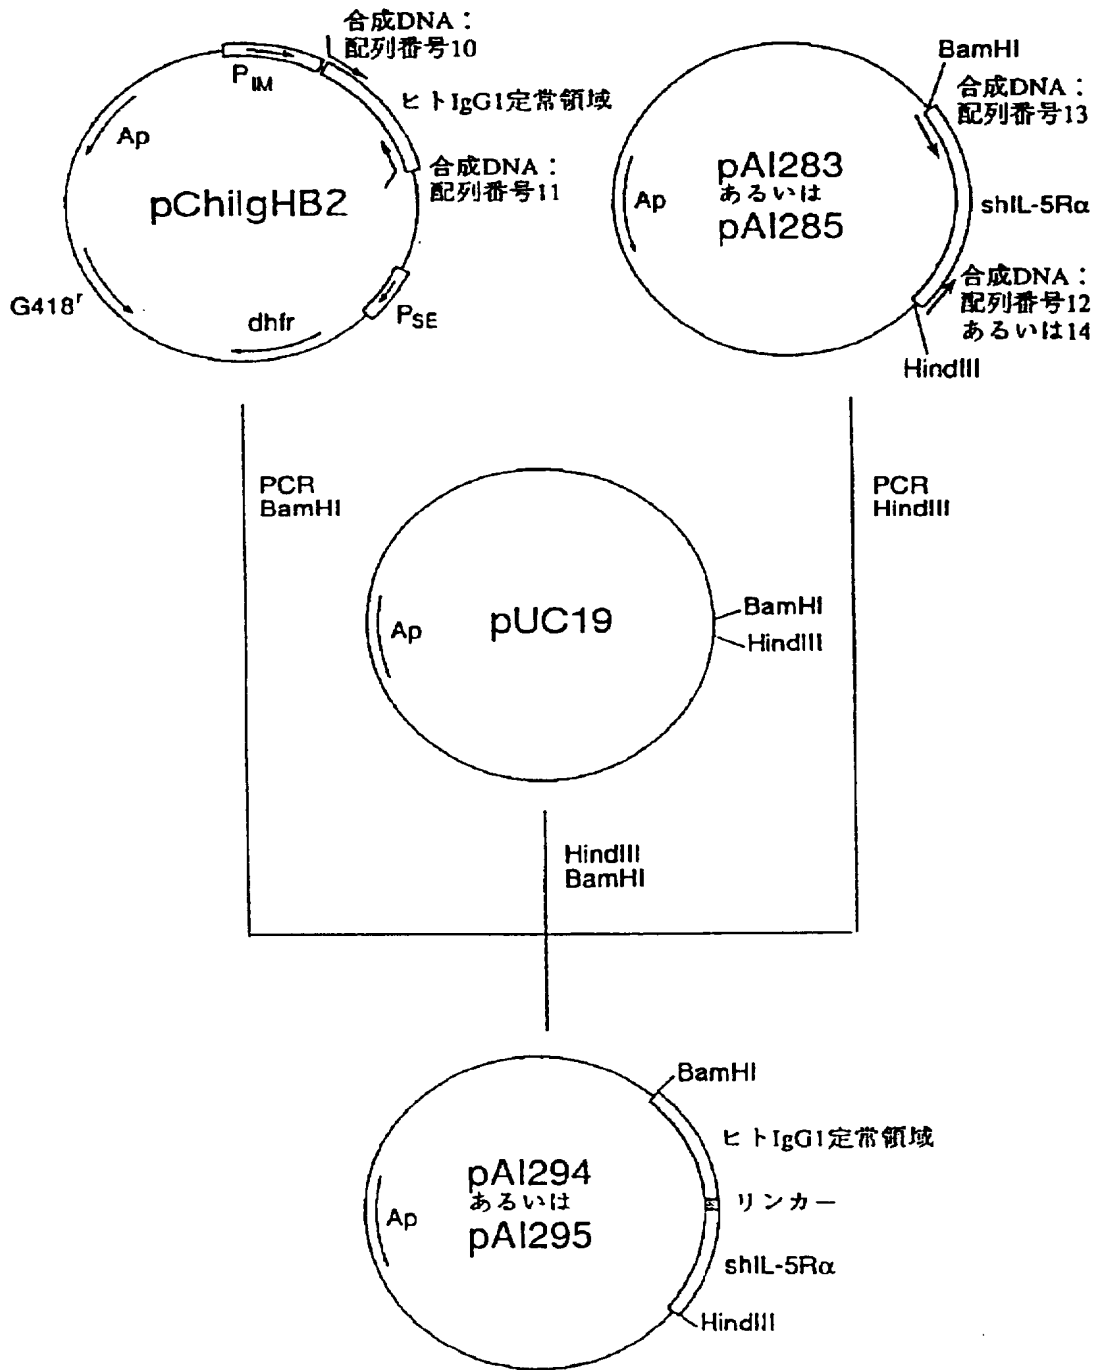 合成DNA：
配列番号10
PIM
ヒトIgG1定常領域
Ap
合成DNA：
配列番号11
pChiIgHB2
G418r
dhfr
PSE
BamHI
合成DNA：
配列番号13
pAI283
あるいは
pAI285
Ap
shIL-5Rα
合成DNA：
配列番号12
あるいは14
HindIII
PCR
BamHI
PCR
HindIII
Ap
pUC19
BamHI
HindIII
HindIII
BamHI
BamHI
ヒトIgG1定常領域
pAI294
あるいは
pAI295
Ap
リンカー
shIL-5Rα
HindIII